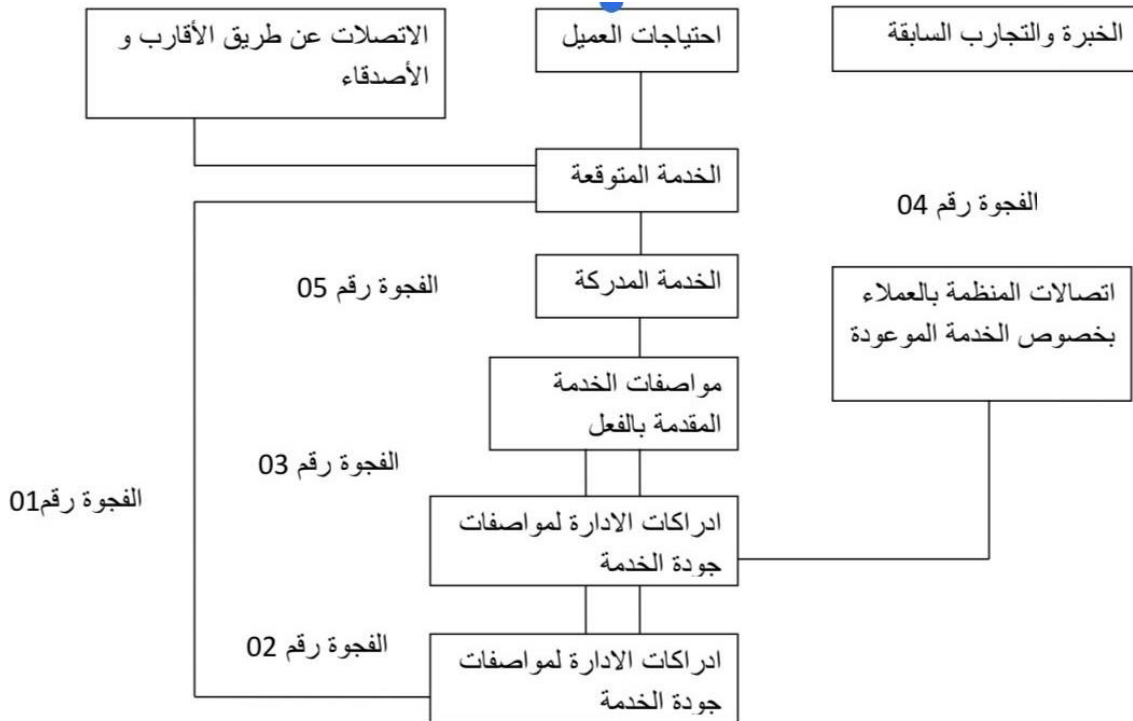 الخبرة والتجارب السابقة
احتياجات العميل
الاتصلات عن طريق الأقارب و
الأصدقاء
الخدمة المتوقعة
الفجوة رقم 04
الخدمة المدركة
الفجوة رقم 05
اتصالات المنظمة بالعملاء
بخصوص الخدمة الموعودة
مواصفات الخدمة
المقدمة بالفعل
الفجوة رقم 03
الفجوة رقم01
ادراكات الادارة لمواصفات
جودة الخدمة
الفجوة رقم 02
ادراكات الادارة لمواصفات
جودة الخدمة